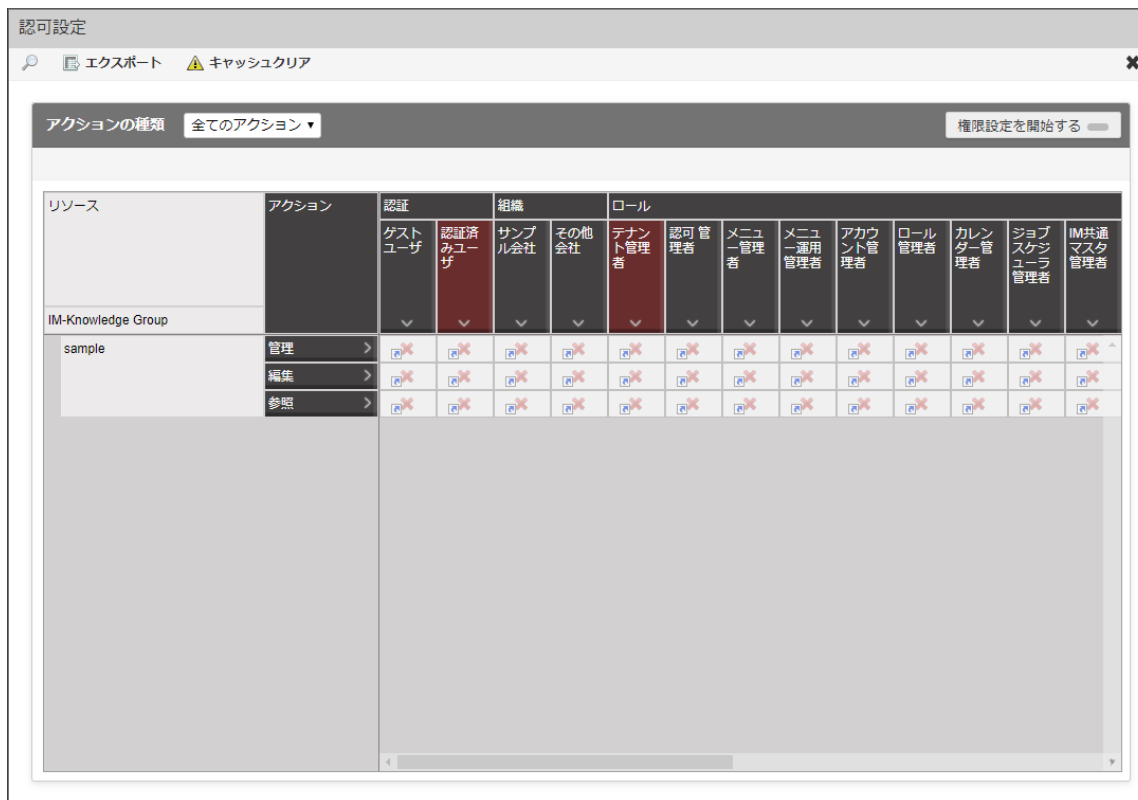 認可設定
エクスポート キャッシュクリア
アクションの種類 全てのアクション 権限設定を開始する
リソース アクション 認証 組織 ロール
ゲスト
ユーザ
認証済
みユー
ザ
サンプ
ル会社
その他
会社
テナン
ト管理
者
認可 管
理者
メニュ
ー管理
者
メニュ
ー運用
管理者
アカウ
ント管
理者
ロール
管理者
カレン
ダー管
理者
ジョブ
スケジ
ューラ
管理者
IM共通
マスタ
管理者
IM-Knowledge Group
sample 管理
編集
参照